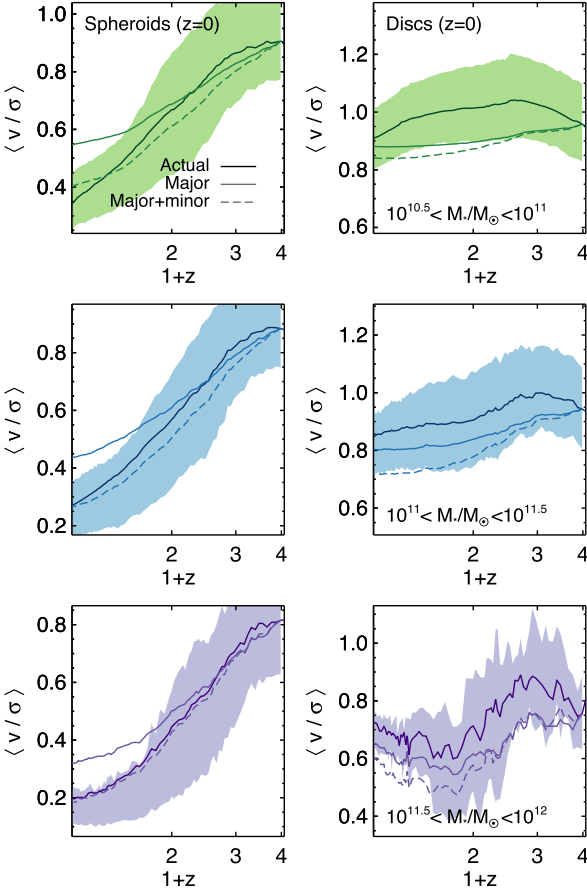 Spheroids (z=0)
Discs (z=0)
1.0
0.8
0.6
0.4
⟨ v / σ ⟩
Actual
Major
Major+minor
2 3 4
1+z
1.2
1.0
0.8
0.6
⟨ v / σ ⟩
10^10.5 < M*/M⊙ < 10^11
2 3 4
1+z
0.8
0.6
0.4
0.2
⟨ v / σ ⟩
2 3 4
1+z
1.2
1.0
0.8
0.6
⟨ v / σ ⟩
10^11 < M*/M⊙ < 10^11.5
2 3 4
1+z
0.8
0.6
0.4
0.2
⟨ v / σ ⟩
2 3 4
1+z
1.0
0.8
0.6
0.4
⟨ v / σ ⟩
10^11.5 < M*/M⊙ < 10^12
2 3 4
1+z